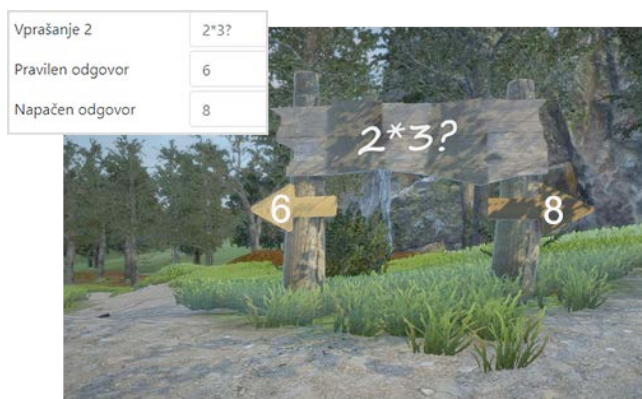 Vprašanje 2 2*3?
Pravilen odgovor 6
Napačen odgovor 8
2*3?
6 8